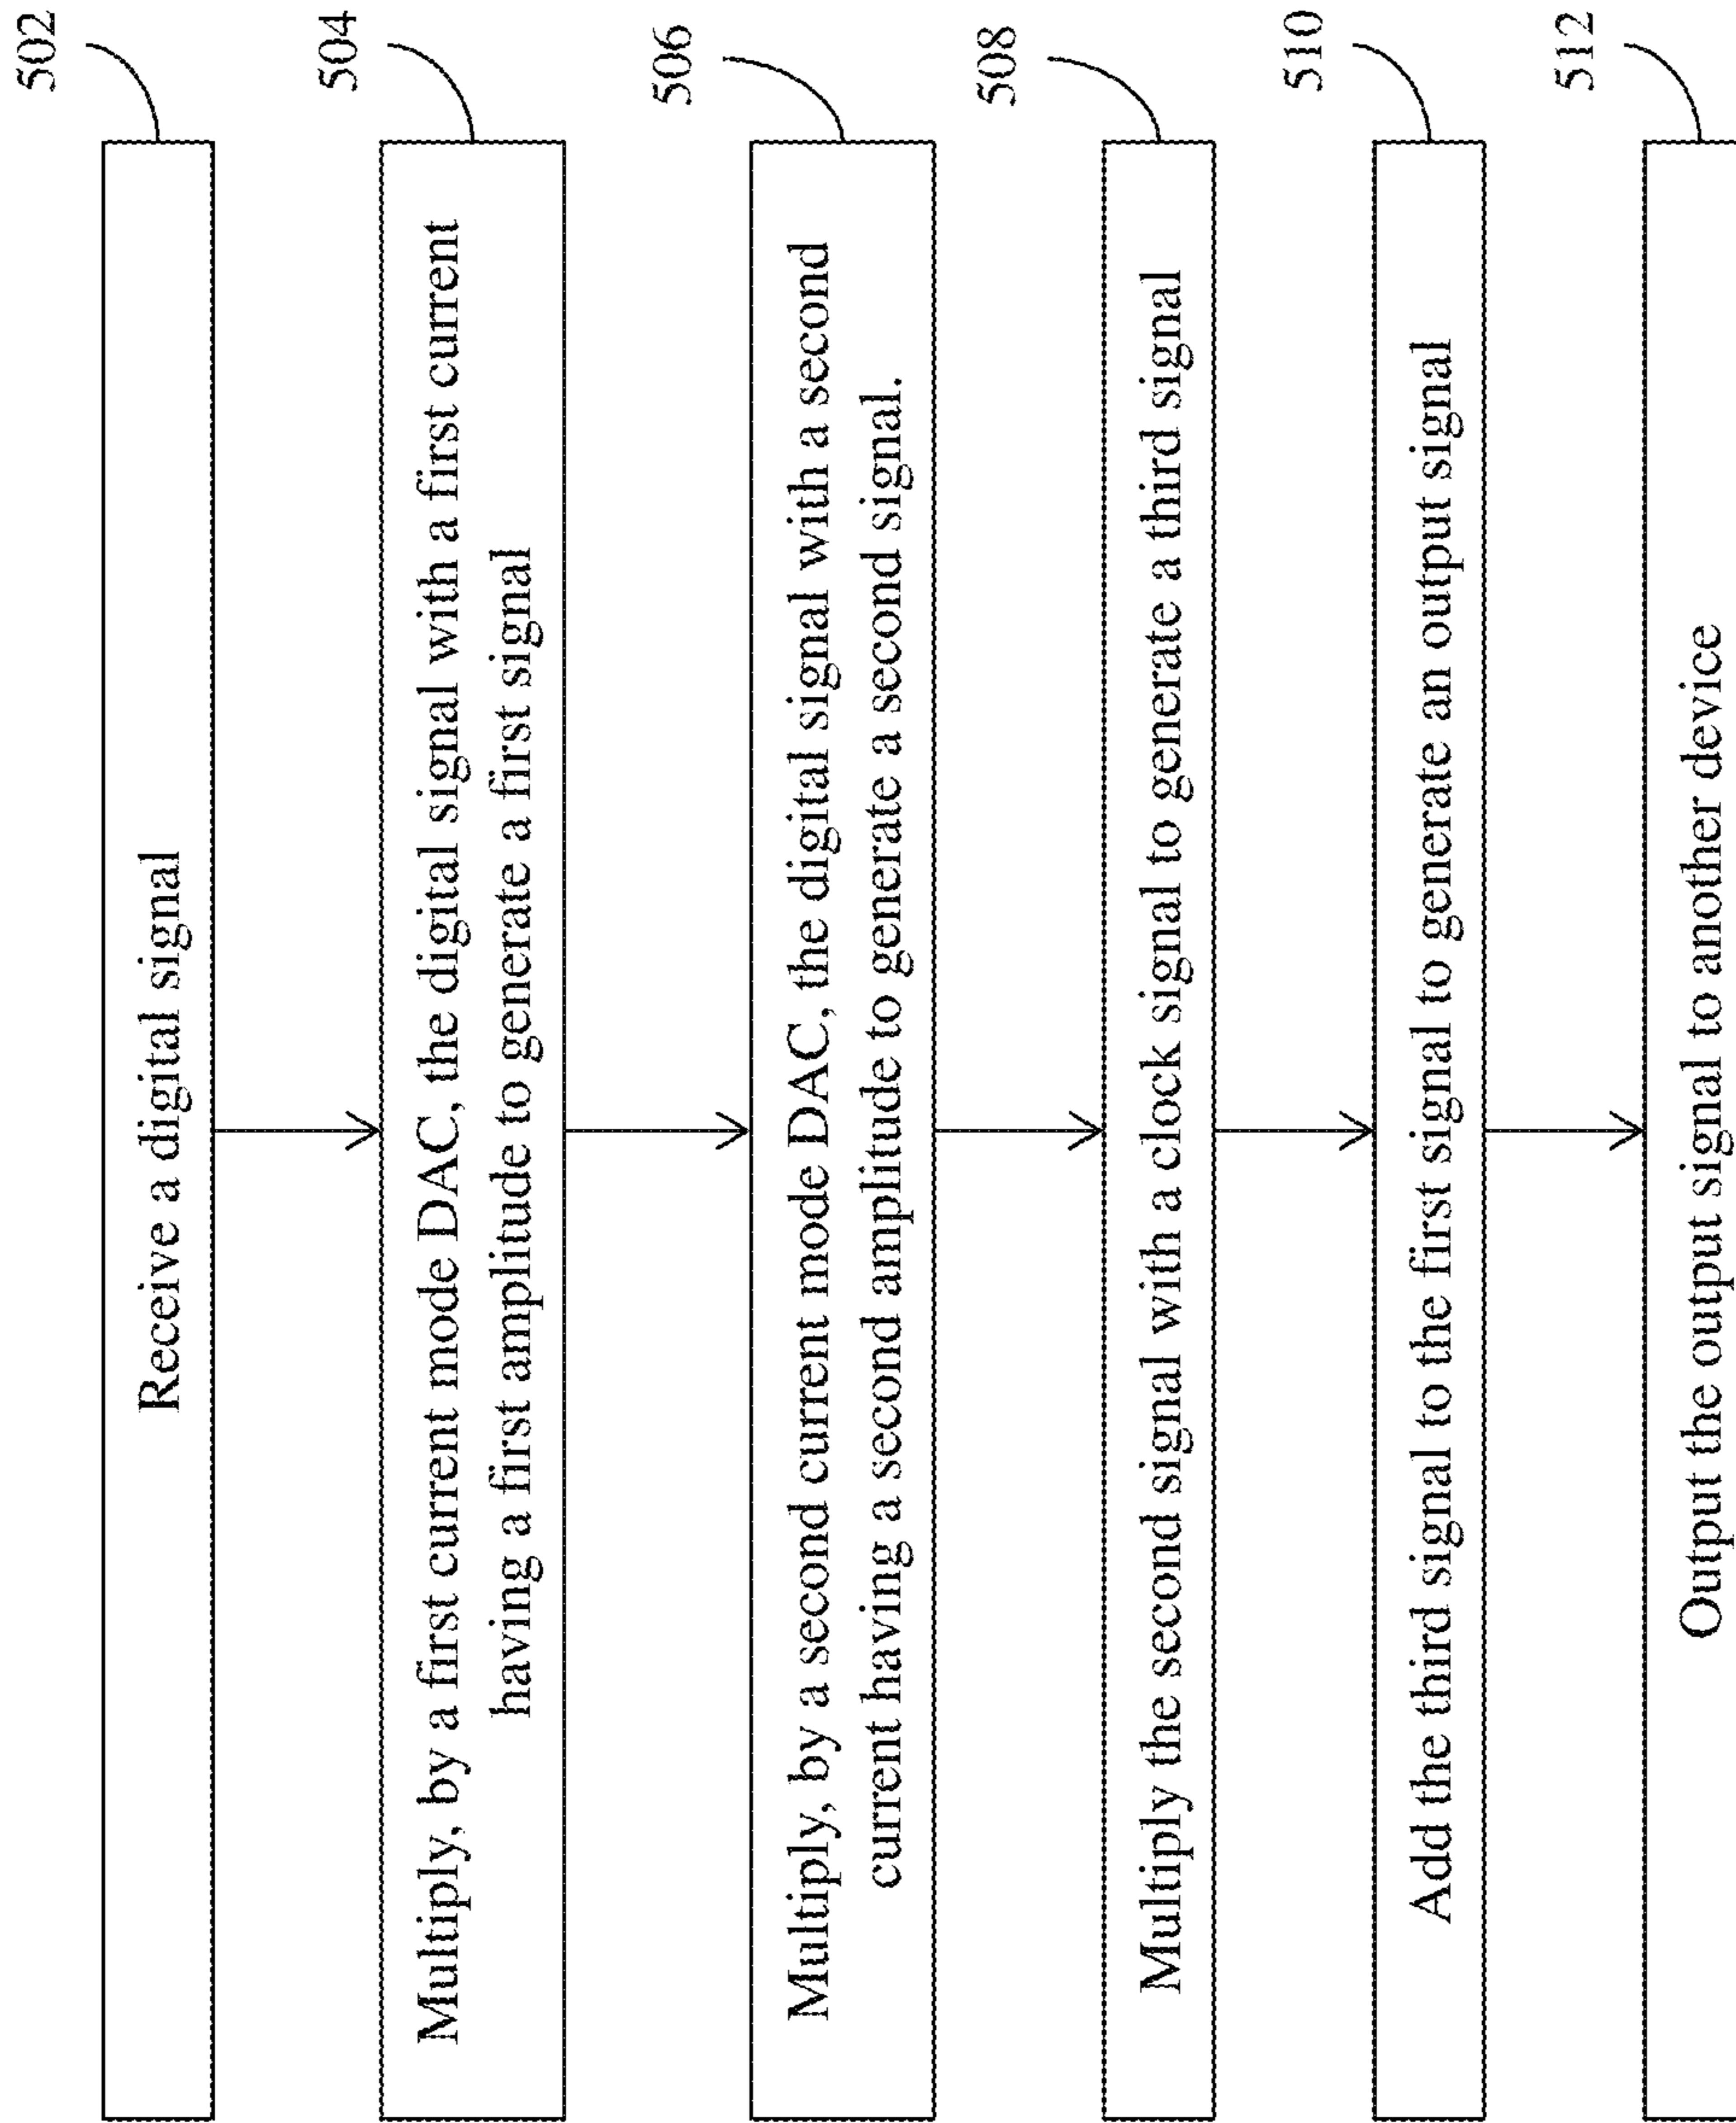 502
Receive a digital signal
504
Multiply, by a first current mode DAC, the digital signal with a first current
having a first amplitude to generate a first signal
506
Multiply, by a second current mode DAC, the digital signal with a second
current having a second amplitude to generate a second signal.
508
Multiply the second signal with a clock signal to generate a third signal
510
Add the third signal to the first signal to generate an output signal
512
Output the output signal to another device